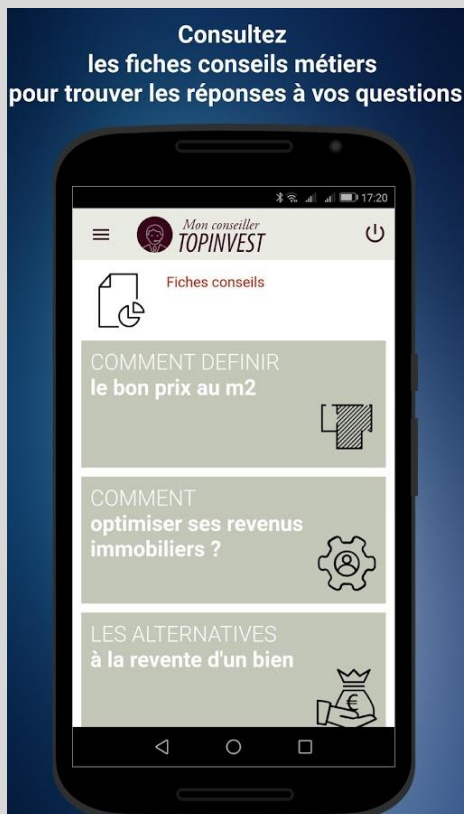 Consultez
les fiches conseils métiers
pour trouver les réponses à vos questions
17:20
Mon conseiller
TOPINVEST
Fiches conseils
COMMENT DEFINIR
le bon prix au m2
COMMENT
optimiser ses revenus
immobiliers ?
LES ALTERNATIVES
à la revente d'un bien
€